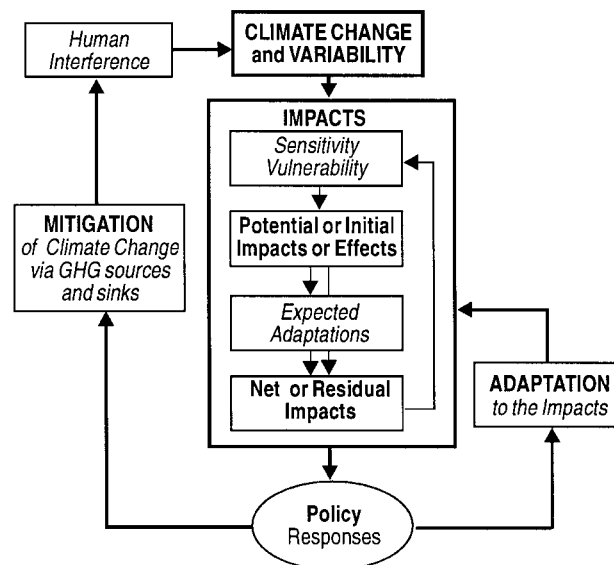 Human
Interference
CLIMATE CHANGE
and VARIABILITY
IMPACTS
Sensitivity
Vulnerability
Potential or Initial
Impacts or Effects
Expected
Adaptations
Net or Residual
Impacts
MITIGATION
of Climate Change
via GHG sources
and sinks
ADAPTATION
to the Impacts
Policy
Responses